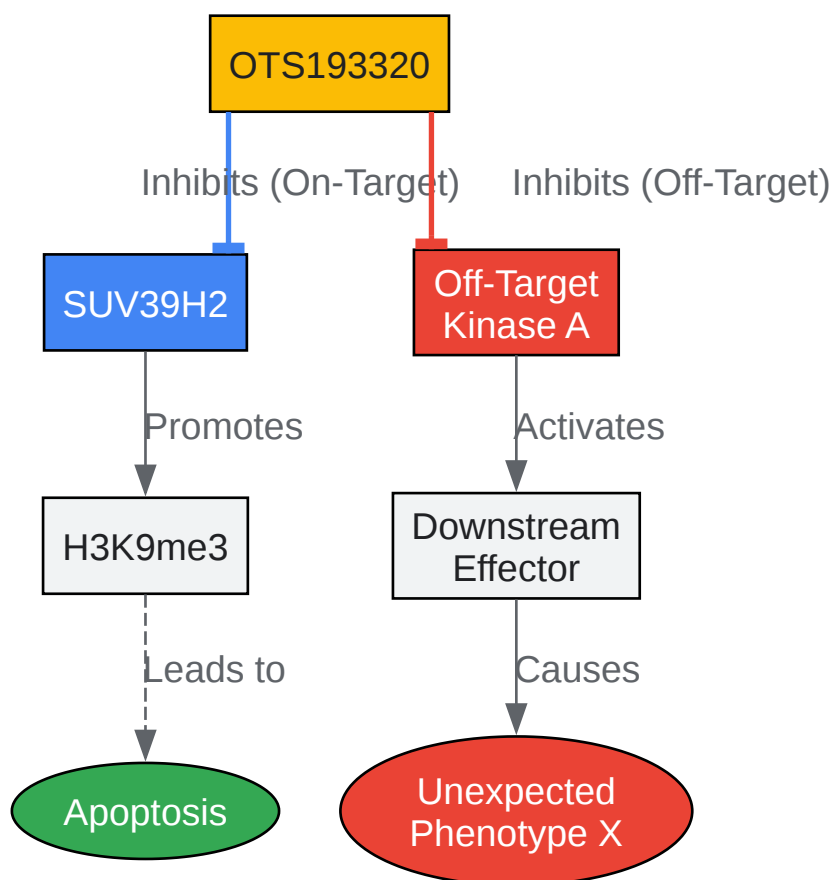 OTS193320
Inhibits (On-Target)
Inhibits (Off-Target)
SUV39H2
Off-Target
Kinase A
Promotes
Activates
H3K9me3
Downstream
Effector
Leads to
Causes
Apoptosis
Unexpected
Phenotype X